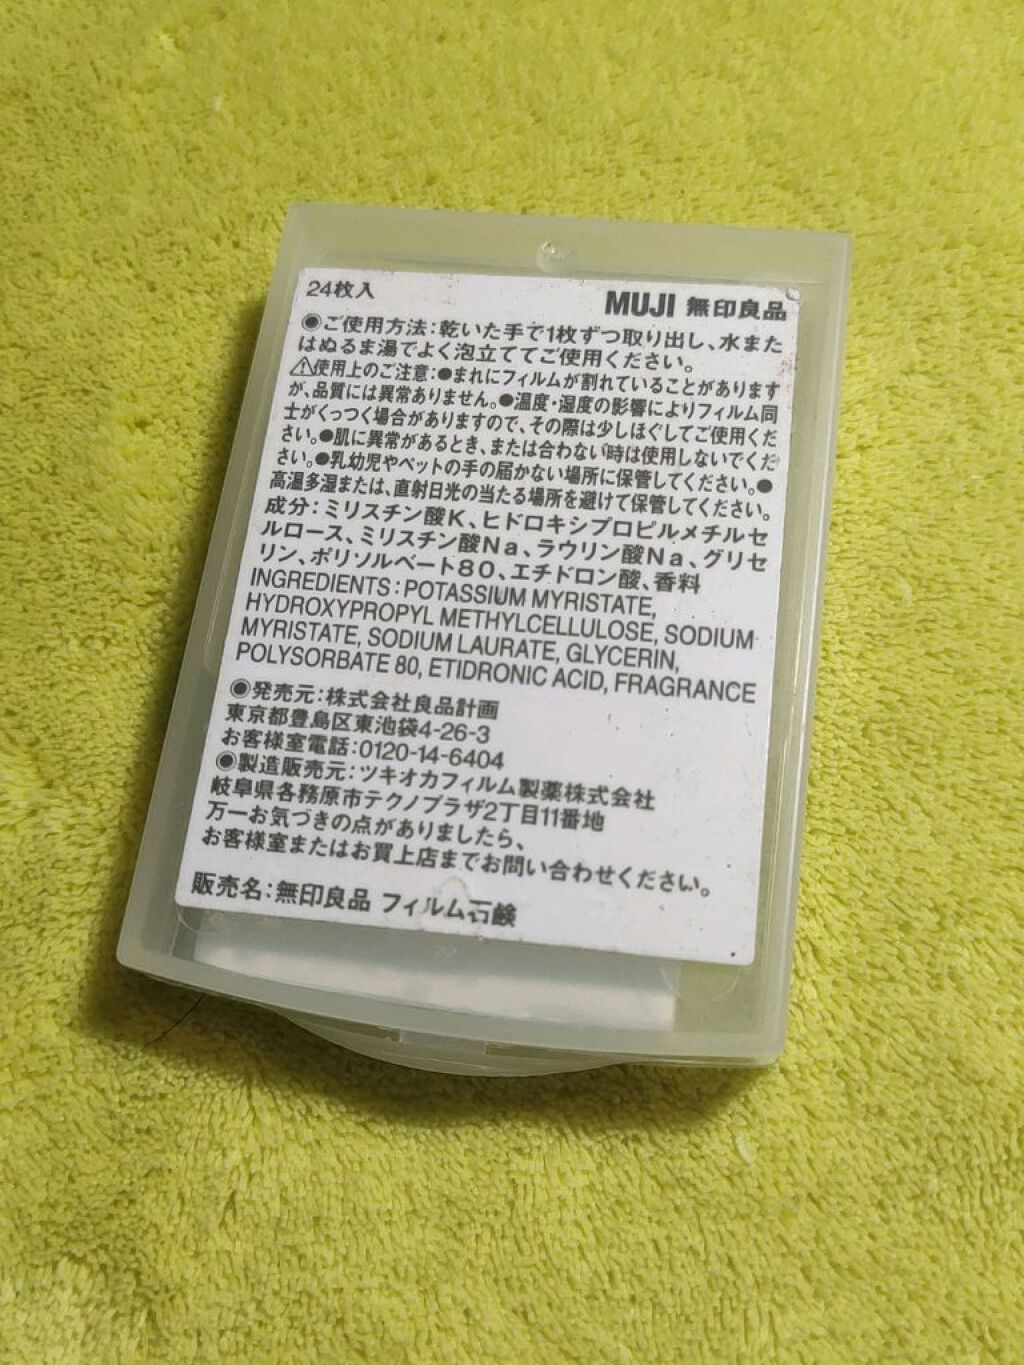 24枚入
MUJI 無印良品
◉ご使用方法：乾いた手で1枚ずつ取り出し、水また
はぬるま湯でよく泡立ててご使用ください。
⚠使用上のご注意：●まれにフィルムが割れていることがあります
が、品質には異常ありません。●温度・湿度の影響によりフィルム同
士がくっつく場合がありますので、その際は少しほぐしてご使用くだ
さい。●肌に異常があるとき、または合わない時は使用しないでくだ
さい。●乳幼児やペットの手の届かない場所に保管してください。●
高温多湿または、直射日光の当たる場所を避けて保管してください。
成分：ミリスチン酸K、ヒドロキシプロピルメチルセ
ルロース、ミリスチン酸Na、ラウリン酸Na、グリセ
リン、ポリソルベート80、エチドロン酸、香料
INGREDIENTS：POTASSIUM MYRISTATE,
HYDROXYPROPYL METHYLCELLULOSE, SODIUM
MYRISTATE, SODIUM LAURATE, GLYCERIN,
POLYSORBATE 80, ETIDRONIC ACID, FRAGRANCE
◉発売元：株式会社良品計画
東京都豊島区東池袋4-26-3
お客様室電話：0120-14-6404
◉製造販売元：ツキオカフィルム製薬株式会社
岐阜県各務原市テクノプラザ2丁目11番地
万一お気づきの点がありましたら、
お客様室またはお買上店までお問い合わせください。
販売名：無印良品 フィルム石鹸